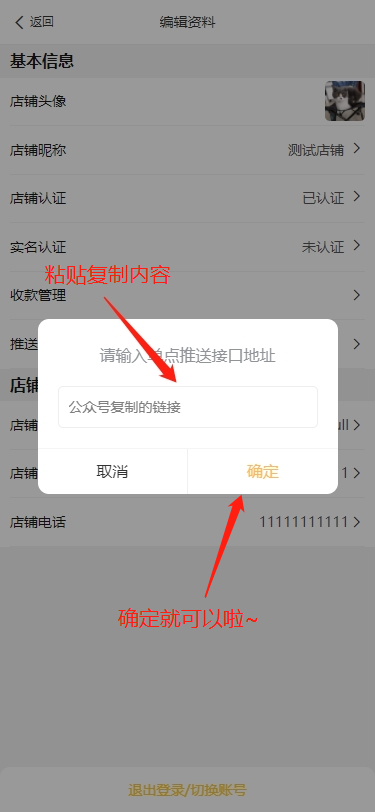 返回
编辑资料
基本信息
店铺头像
店铺昵称 测试店铺
店铺认证 已认证
实名认证 未认证
粘贴复制内容
收款管理
推送
请输入单点推送接口地址
店铺
公众号复制的链接
店铺 ull
取消 确定
店铺 1
店铺电话 11111111111
确定就可以啦~
退出登录/切换账号